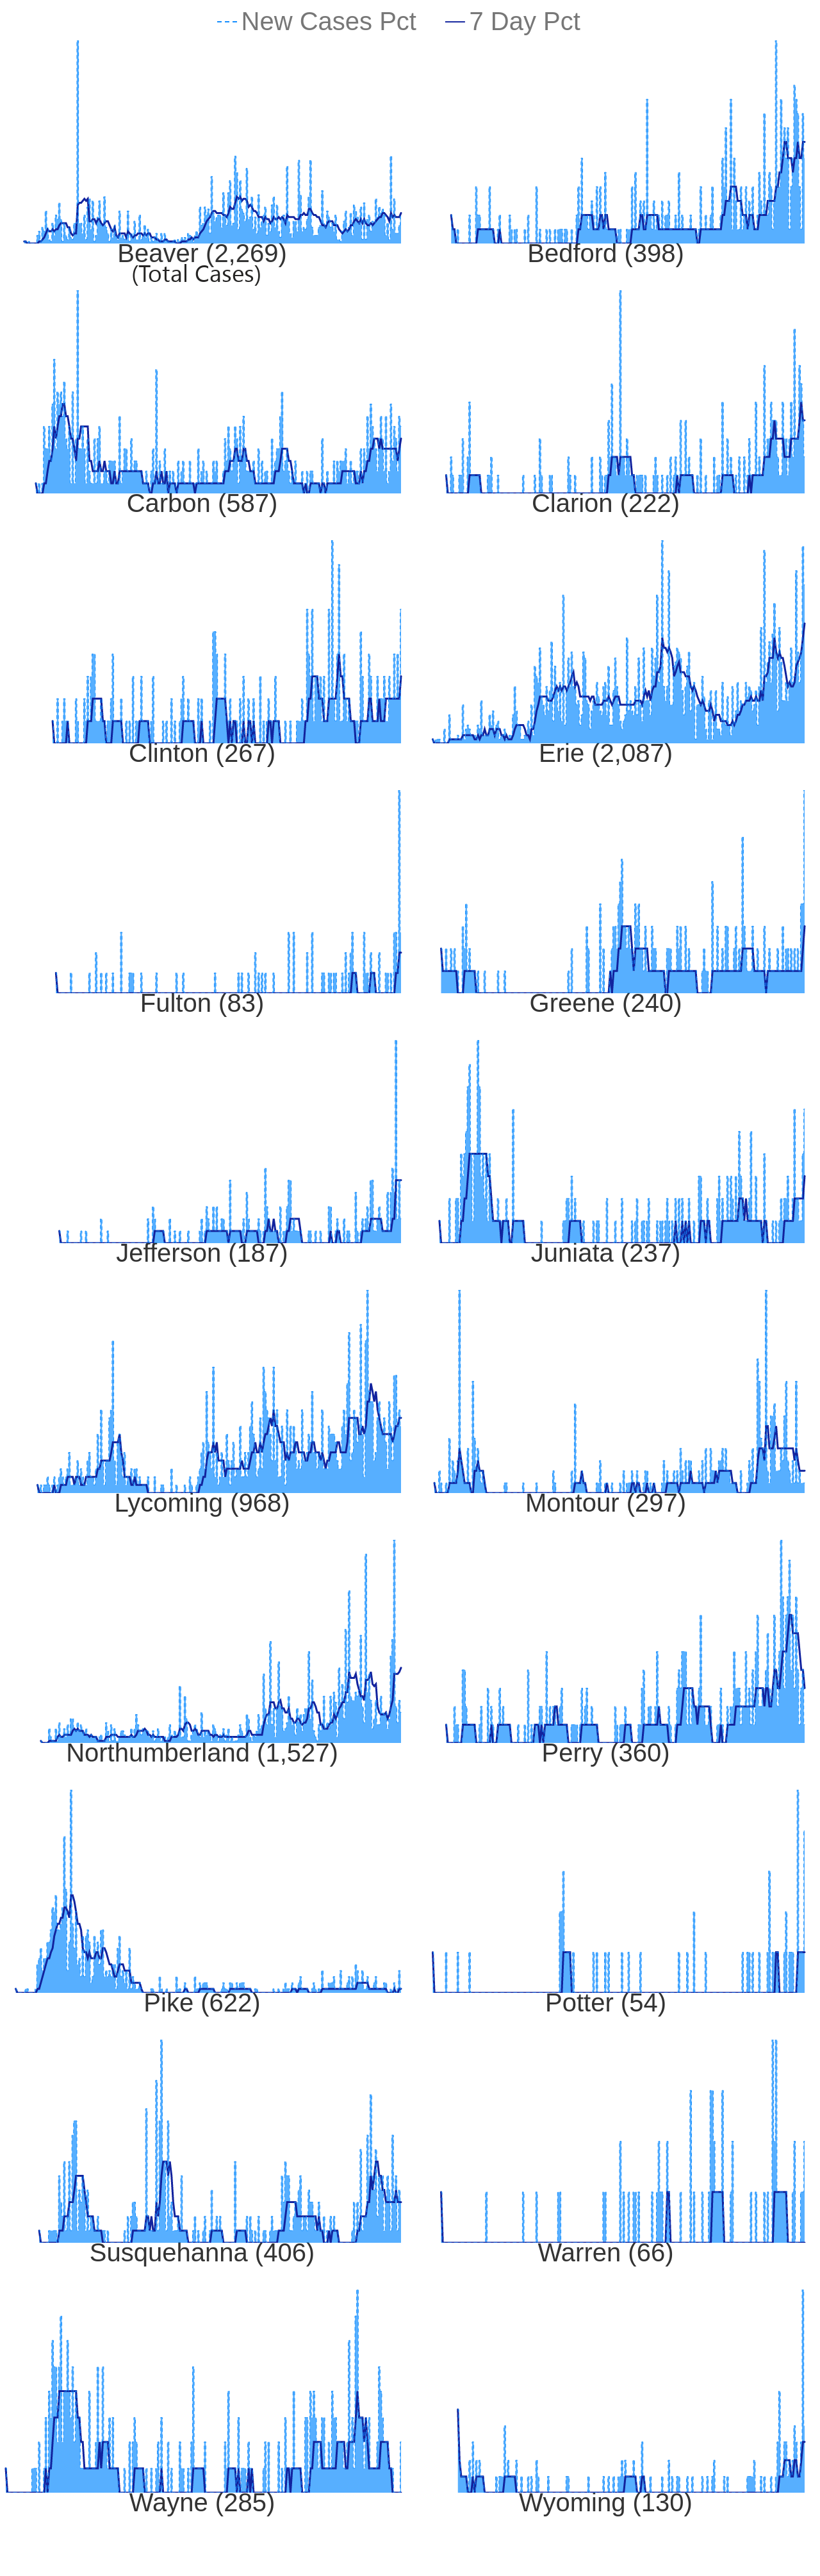 New Cases Pct 7 Day Pct
Beaver (2,269) Bedford (398)
(Total Cases)
Carbon (587) Clarion (222)
Clinton (267) Erie (2,087)
Fulton (83) Greene (240)
Jefferson (187) Juniata (237)
Lycoming (968) Montour (297)
Northumberland (1,527) Perry (360)
Pike (622) Potter (54)
Susquehanna (406) Warren (66)
Wayne (285) Wyoming (130)